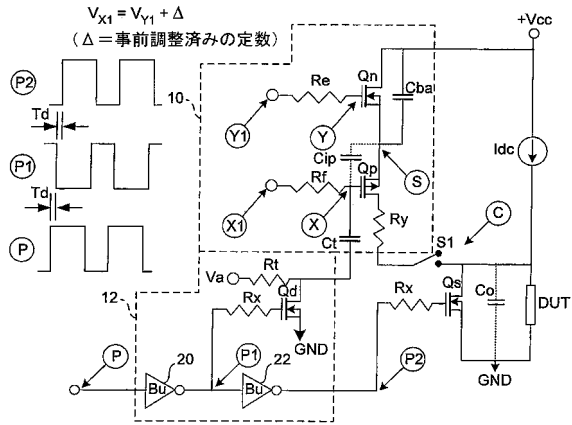 VX1 = VY1 + Δ
(Δ＝事前調整済みの定数)
+Vcc
P2
Td
10
Re
Qn
Cba
Y1
Y
Idc
P1
Cip
S
Td
Rf
Qp
X1
X
Ry
C
P
Ct
S1
Va
Rt
Qd
12
Rx
Rx
Qs
Co
DUT
GND
GND
P
20
P1
22
P2
Bu
Bu